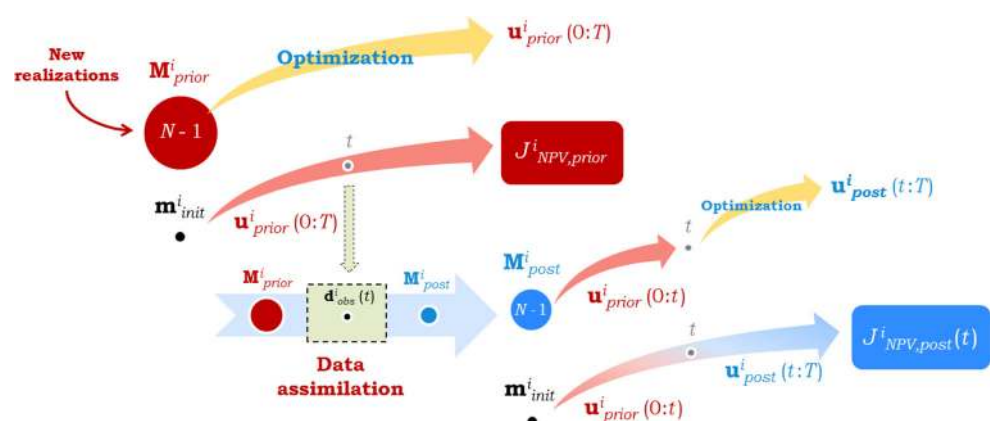 New
realizations
M^i_prior
Optimization
u^i_prior (0:T)
N - 1
t
J^i_NPV,prior
m^i_init
u^i_prior (0:T)
u^i_post (t:T)
Optimization
t
M^i_prior
M^i_post
M^i_post
d^i_obs (t)
N - 1
u^i_prior (0:t)
Data
assimilation
t
J^i_NPV,post(t)
u^i_post (t:T)
m^i_init
u^i_prior (0:t)